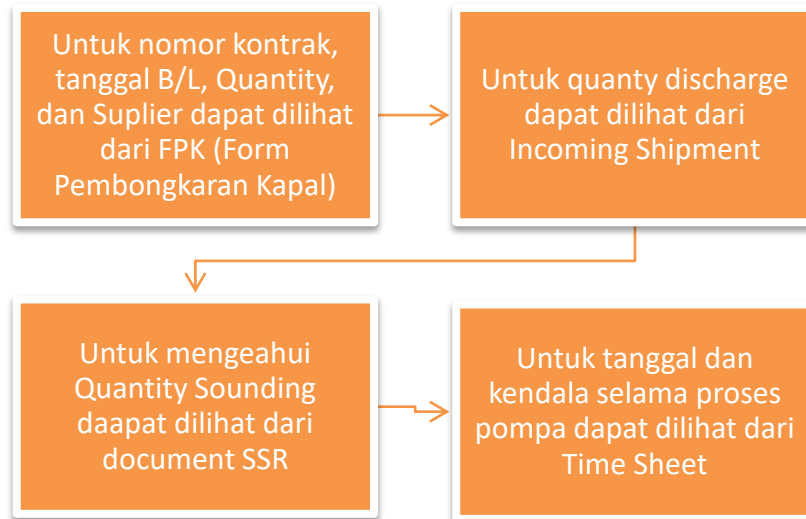 Untuk nomor kontrak,
tanggal B/L, Quantity,
dan Suplier dapat dilihat
dari FPK (Form
Pembongkaran Kapal)
Untuk quanty discharge
dapat dilihat dari
Incoming Shipment
Untuk mengeahui
Quantity Sounding
daapat dilihat dari
document SSR
Untuk tanggal dan
kendala selama proses
pompa dapat dilihat dari
Time Sheet